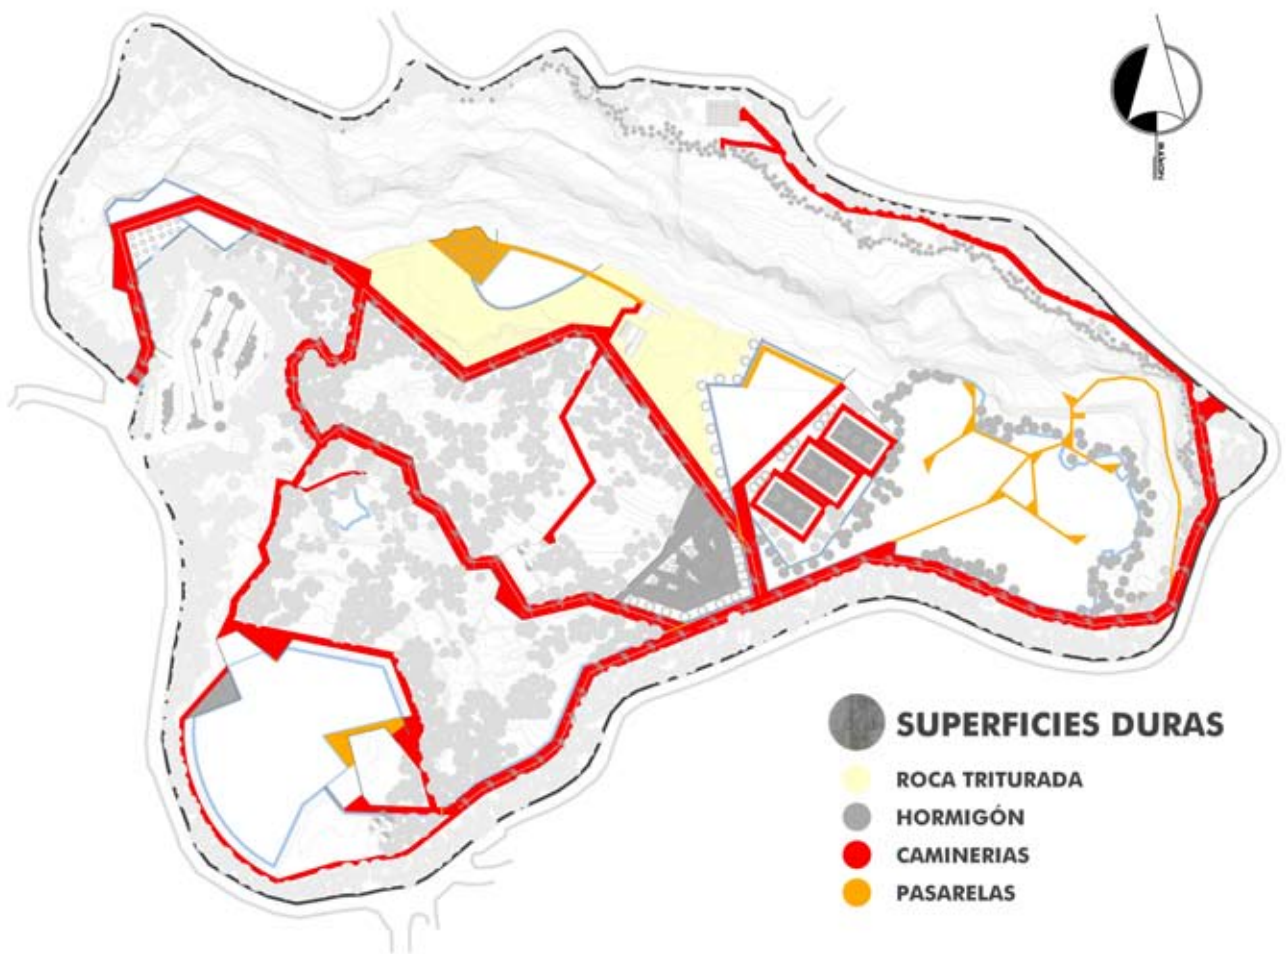 SUPERFICIES DURAS
ROCA TRITURADA
HORMIGÓN
CAMINERIAS
PASARELAS